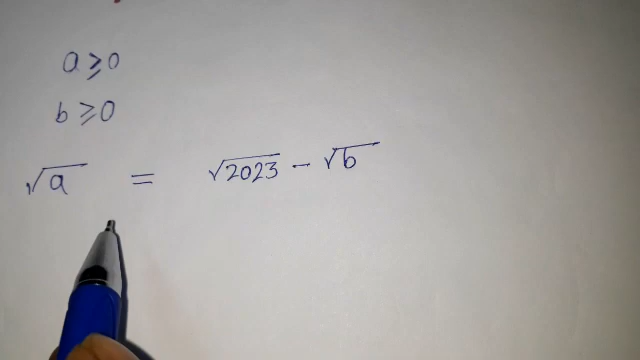 a ≥ 0
b ≥ 0
√a = √2023 - √b